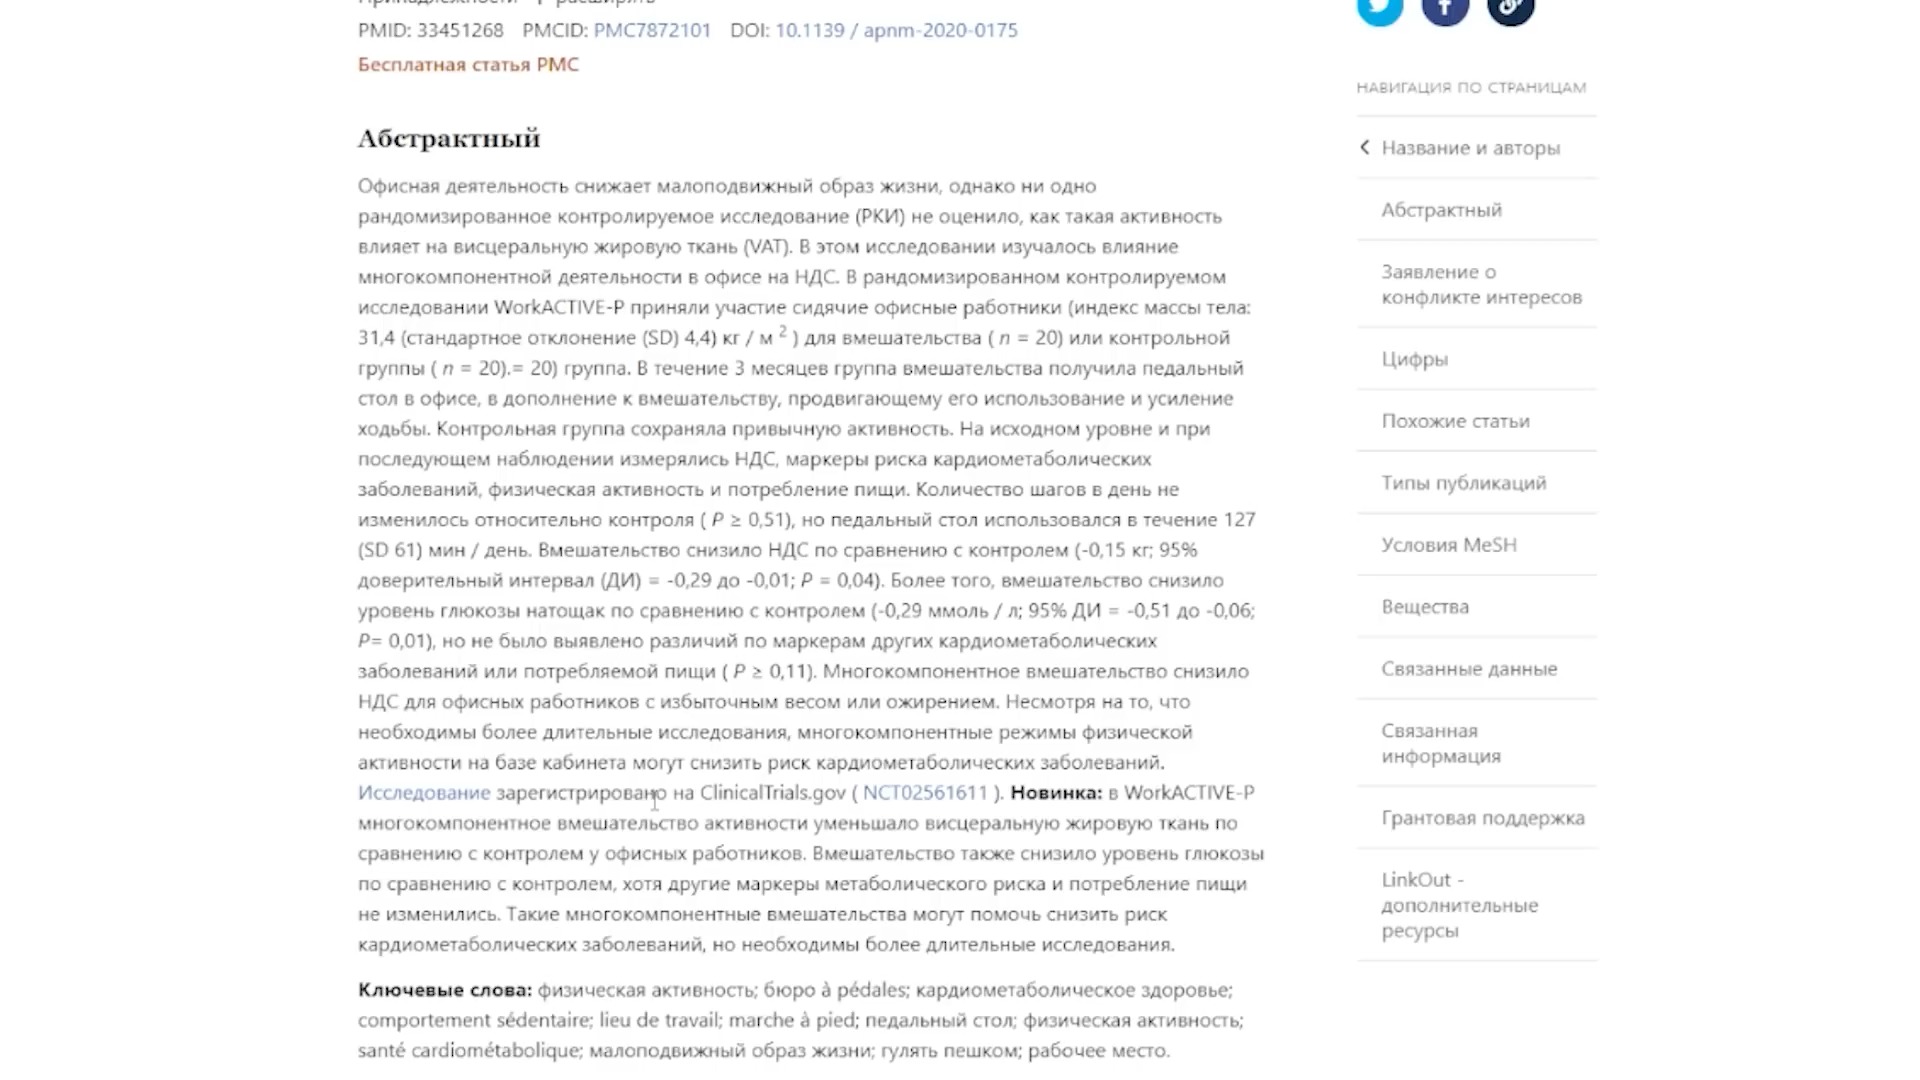 PMID: 33451268 PMCID: PMC7872101 DOI: 10.1139 / apnm-2020-0175
Бесплатная статья PMC
Абстрактный
Офисная деятельность снижает малоподвижный образ жизни, однако ни одно
рандомизированное контролируемое исследование (РКИ) не оценило, как такая активность
влияет на висцеральную жировую ткань (VAT). В этом исследовании изучалось влияние
многокомпонентной деятельности в офисе на НДС. В рандомизированном контролируемом
исследовании WorkACTIVE-P приняли участие сидячие офисные работники (индекс массы тела:
31,4 (стандартное отклонение (SD) 4,4) кг / м 2 ) для вмешательства ( n = 20) или контрольной
группы ( n = 20).= 20) группа. В течение 3 месяцев группа вмешательства получила педальный
стол в офисе, в дополнение к вмешательству, продвигающему его использование и усиление
ходьбы. Контрольная группа сохраняла привычную активность. На исходном уровне и при
последующем наблюдении измерялись НДС, маркеры риска кардиометаболических
заболеваний, физическая активность и потребление пищи. Количество шагов в день не
изменилось относительно контроля ( P ≥ 0,51), но педальный стол использовался в течение 127
(SD 61) мин / день. Вмешательство снизило НДС по сравнению с контролем (-0,15 кг; 95%
доверительный интервал (ДИ) = -0,29 до -0,01; P = 0,04). Более того, вмешательство снизило
уровень глюкозы натощак по сравнению с контролем (-0,29 ммоль / л; 95% ДИ = -0,51 до -0,06;
P= 0,01), но не было выявлено различий по маркерам других кардиометаболических
заболеваний или потребляемой пищи ( P ≥ 0,11). Многокомпонентное вмешательство снизило
НДС для офисных работников с избыточным весом или ожирением. Несмотря на то, что
необходимы более длительные исследования, многокомпонентные режимы физической
активности на базе кабинета могут снизить риск кардиометаболических заболеваний.
Исследование зарегистрировано на ClinicalTrials.gov ( NCT02561611 ). Новинка: в WorkACTIVE-P
многокомпонентное вмешательство активности уменьшало висцеральную жировую ткань по
сравнению с контролем у офисных работников. Вмешательство также снизило уровень глюкозы
по сравнению с контролем, хотя другие маркеры метаболического риска и потребление пищи
не изменились. Такие многокомпонентные вмешательства могут помочь снизить риск
кардиометаболических заболеваний, но необходимы более длительные исследования.
Ключевые слова: физическая активность; бюро à pédales; кардиометаболическое здоровье;
comportement sédentaire; lieu de travail; marche à pied; педальный стол; физическая активность;
santé cardiométabolique; малоподвижный образ жизни; гулять пешком; рабочее место.
НАВИГАЦИЯ ПО СТРАНИЦАМ
Название и авторы
Абстрактный
Заявление о
конфликте интересов
Цифры
Похожие статьи
Типы публикаций
Условия MeSH
Вещества
Связанные данные
Связанная
информация
Грантовая поддержка
LinkOut -
дополнительные
ресурсы